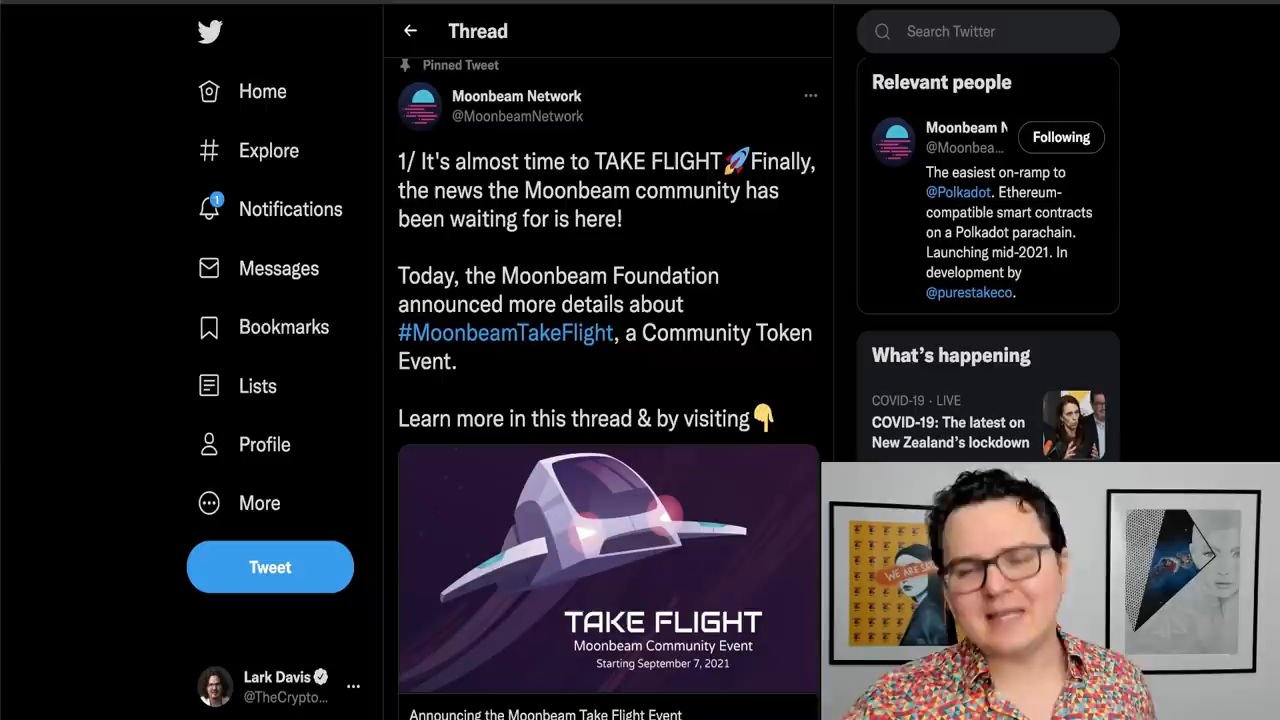 Home
Explore
1
Notifications
Messages
Bookmarks
Lists
Profile
More
Tweet
Lark Davis
@TheCrypto...
Thread
Pinned Tweet
Moonbeam Network
@MoonbeamNetwork
1/ It's almost time to TAKE FLIGHT🚀Finally,
the news the Moonbeam community has
been waiting for is here!
Today, the Moonbeam Foundation
announced more details about
#MoonbeamTakeFlight, a Community Token
Event.
Learn more in this thread & by visiting👇
TAKE FLIGHT
Moonbeam Community Event
Starting September 7, 2021
Announcing the Moonbeam Take Flight Event
Search Twitter
Relevant people
Moonbeam N
@Moonbea...
Following
The easiest on-ramp to
@Polkadot. Ethereum-
compatible smart contracts
on a Polkadot parachain.
Launching mid-2021. In
development by
@purestakeco.
What's happening
COVID-19 · LIVE
COVID-19: The latest on
New Zealand's lockdown
WE ARE